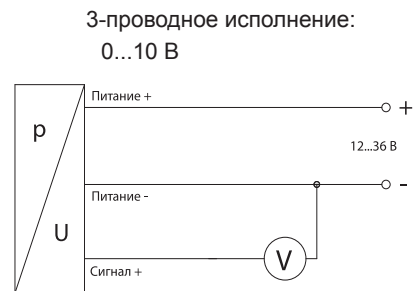 3-проводное исполнение:
0...10 В
Питание +
+
p
12...36 В
-
Питание -
U
V
Сигнал +